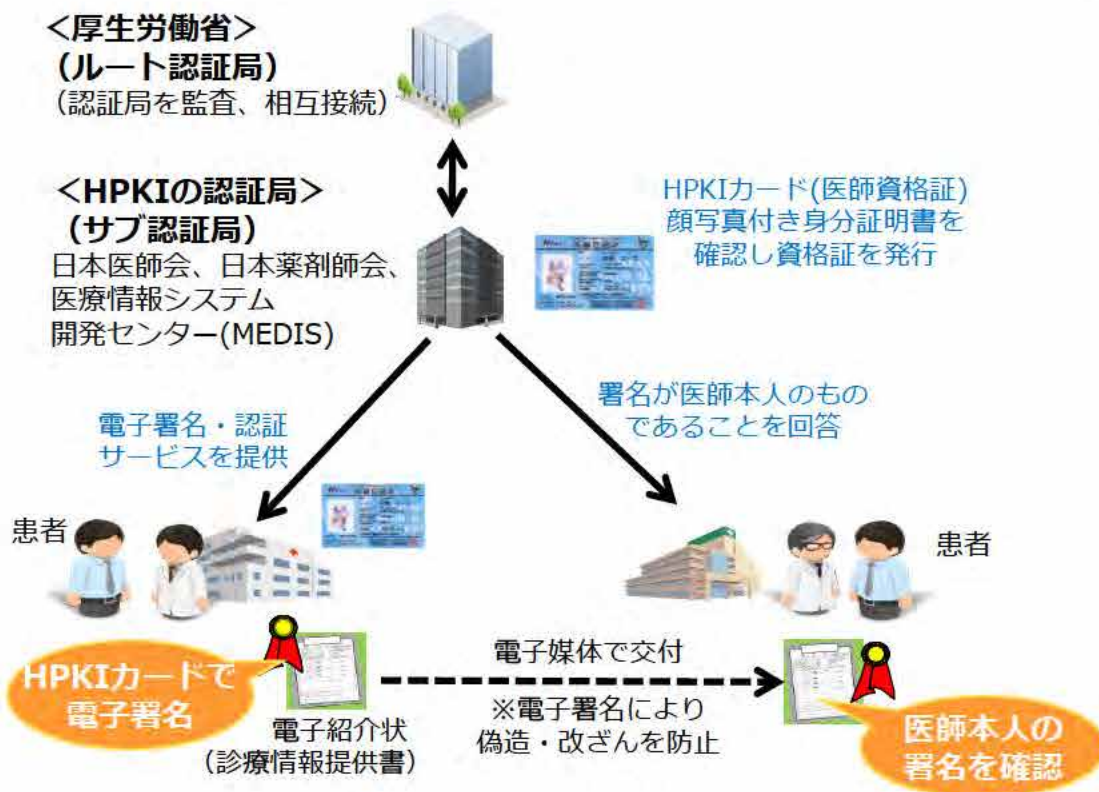 ＜厚生労働省＞
（ルート認証局）
（認証局を監査、相互接続）
＜HPKIの認証局＞
（サブ認証局）
日本医師会、日本薬剤師会、
医療情報システム
開発センター(MEDIS)
HPKIカード(医師資格証)
顔写真付き身分証明書を
確認し資格証を発行
電子署名・認証
サービスを提供
署名が医師本人のもの
であることを回答
患者
患者
HPKIカードで
電子署名
電子紹介状
（診療情報提供書）
電子媒体で交付
※電子署名により
偽造・改ざんを防止
医師本人の
署名を確認